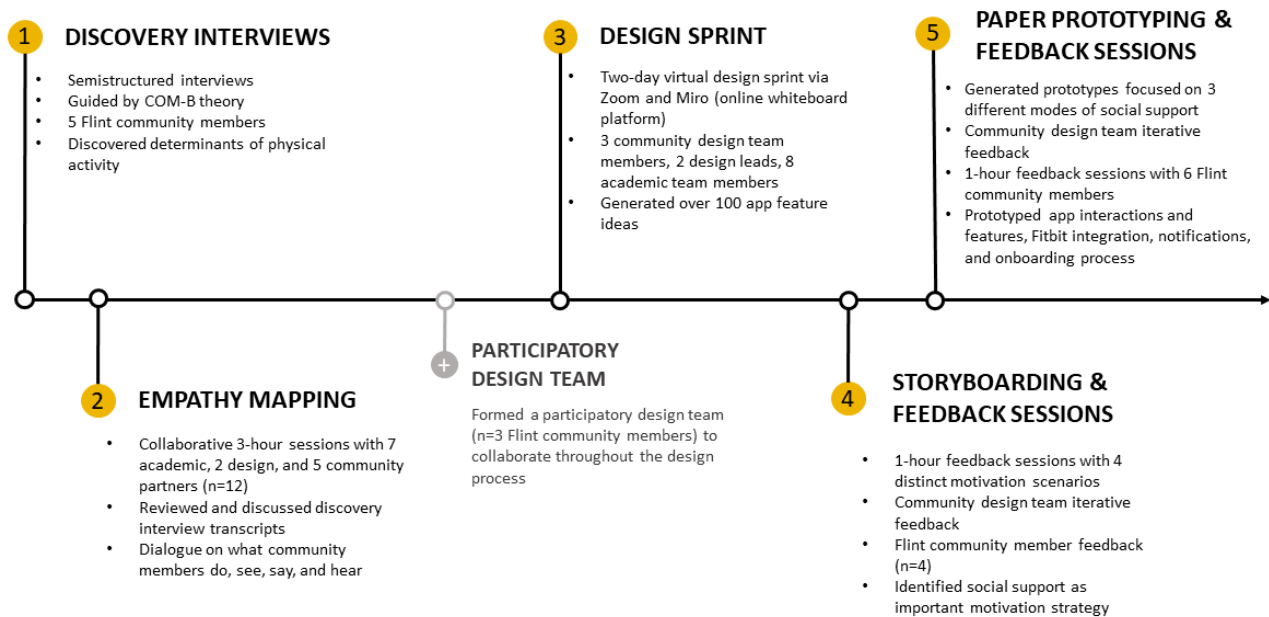 1
DISCOVERY INTERVIEWS
• Semistructured interviews
• Guided by COM-B theory
• 5 Flint community members
• Discovered determinants of physical
activity
2
EMPATHY MAPPING
• Collaborative 3-hour sessions with 7
academic, 2 design, and 5 community
partners (n=12)
• Reviewed and discussed discovery
interview transcripts
• Dialogue on what community
members do, see, say, and hear
+
PARTICIPATORY
DESIGN TEAM
Formed a participatory design team
(n=3 Flint community members) to
collaborate throughout the design
process
3
DESIGN SPRINT
• Two-day virtual design sprint via
Zoom and Miro (online whiteboard
platform)
• 3 community design team
members, 2 design leads, 8
academic team members
• Generated over 100 app feature
ideas
4
STORYBOARDING &
FEEDBACK SESSIONS
• 1-hour feedback sessions with 4
distinct motivation scenarios
• Community design team iterative
feedback
• Flint community member feedback
(n=4)
• Identified social support as
important motivation strategy
5
PAPER PROTOTYPING &
FEEDBACK SESSIONS
• Generated prototypes focused on 3
different modes of social support
• Community design team iterative
feedback
• 1-hour feedback sessions with 6 Flint
community members
• Prototyped app interactions and
features, Fitbit integration, notifications,
and onboarding process